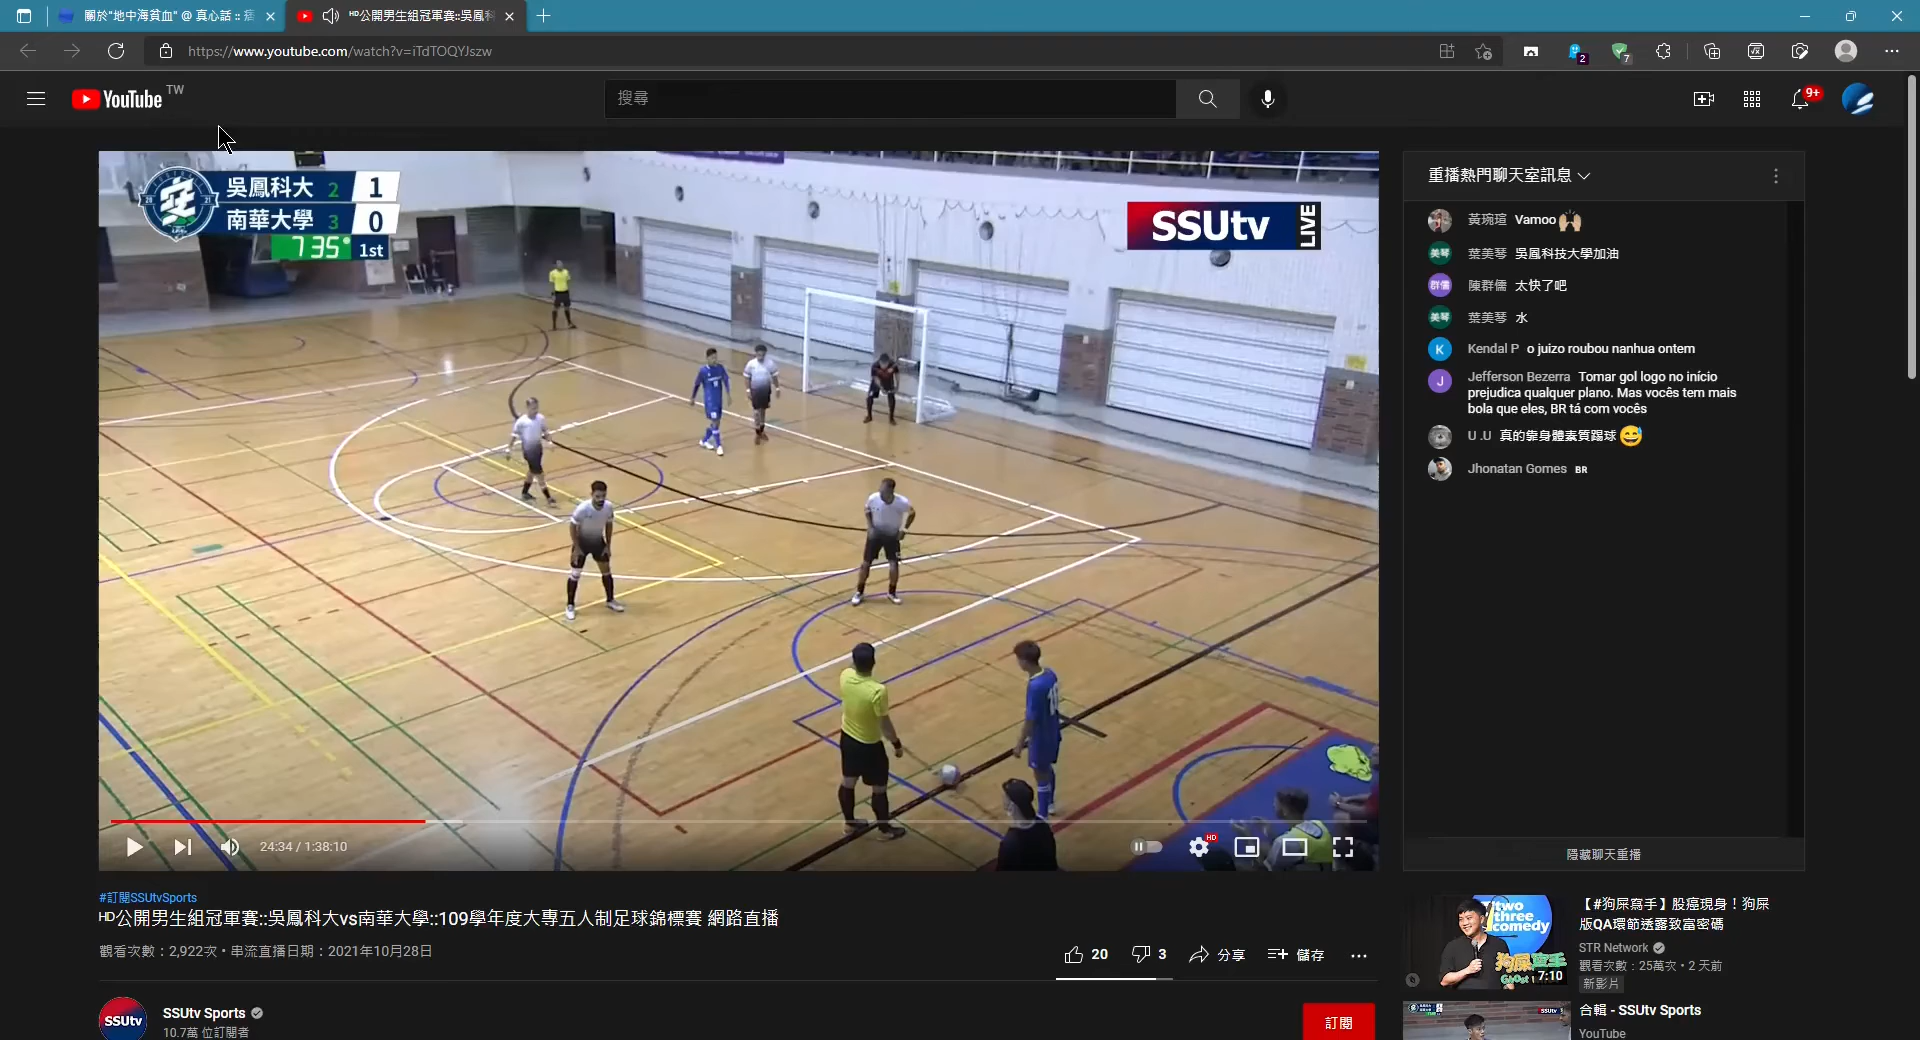 關於"地中海貧血" @ 真心話 :: 痞
ᴴᴰ公開男生組冠軍賽::吳鳳科
https://www.youtube.com/watch?v=iTdTOQYJszw
2
7
YouTube TW
搜尋
9+
吳鳳科大 2 1
南華大學 3 0
7 35 1st
SSUtv LIVE
重播熱門聊天室訊息
黃琬瑄 Vamoo🙌🏼
美琴 葉美琴 吳鳳科技大學加油
群儒 陳群儒 太快了吧
美琴 葉美琴 水
K Kendal P o juizo roubou nanhua ontem
J Jefferson Bezerra Tomar gol logo no início
prejudica qualquer plano. Mas vocês tem mais
bola que eles, BR tá com vocês
U .U 真的靠身體素質踢球😅
Jhonatan Gomes BR
隱藏聊天重播
24:34 / 1:38:10
HD
#訂閱SSUtvSports
ᴴᴰ公開男生組冠軍賽::吳鳳科大vs南華大學::109學年度大專五人制足球錦標賽 網路直播
觀看次數：2,922次・串流直播日期：2021年10月28日
20 3 分享 儲存
SSUtv SSUtv Sports
10.7萬 位訂閱者
訂閱
two three comedy
7:10
【 #狗屎寫手 】股癌現身！狗屎
版QA環節透露致富密碼
STR Network
觀看次數：25萬次・2 天前
新影片
合輯 - SSUtv Sports
YouTube